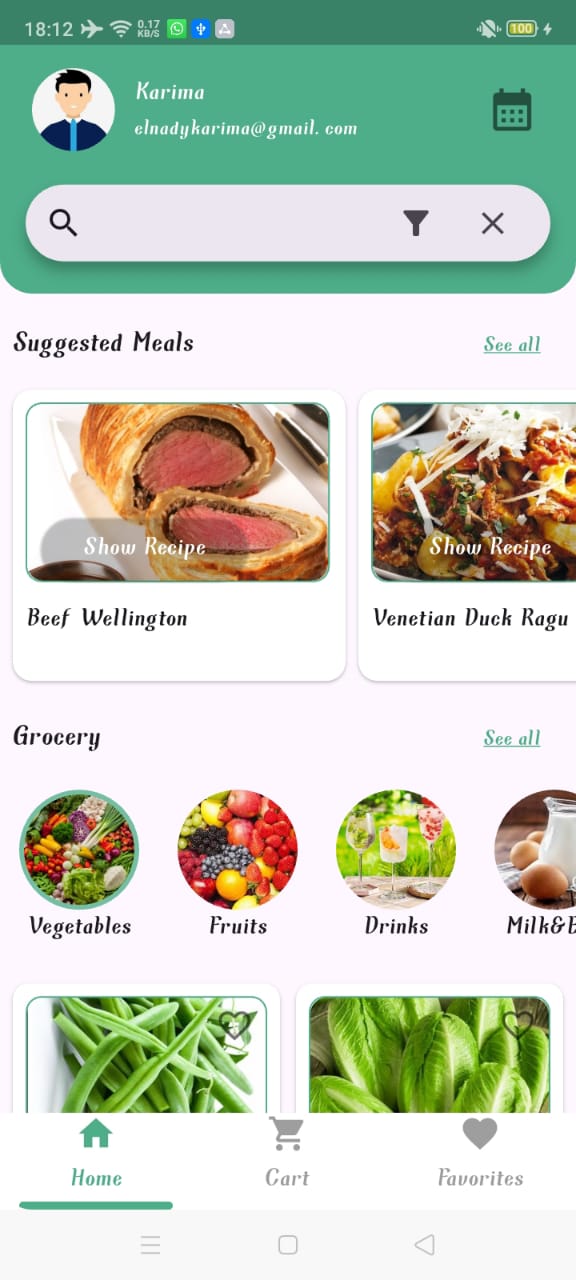 18:12
0.17
KB/S
100
Karima
elnadykarima@gmail. com
Suggested Meals
See all
Show Recipe
Show Recipe
Beef Wellington
Venetian Duck Ragu
Grocery
See all
Vegetables
Fruits
Drinks
Milk&E
Home
Cart
Favorites